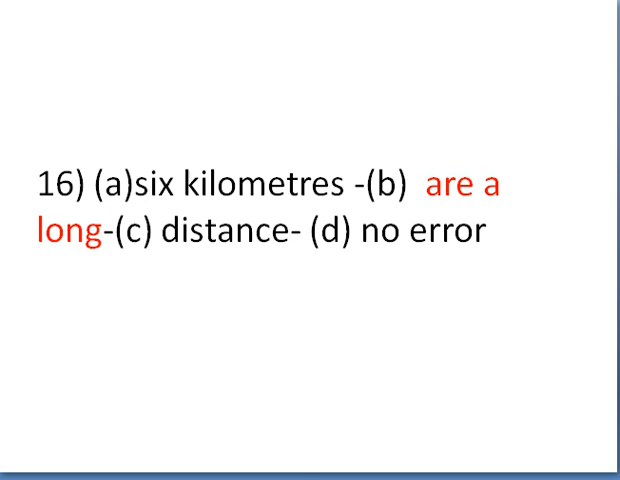 16) (a)six kilometres -(b)  are a
long-(c) distance- (d) no error